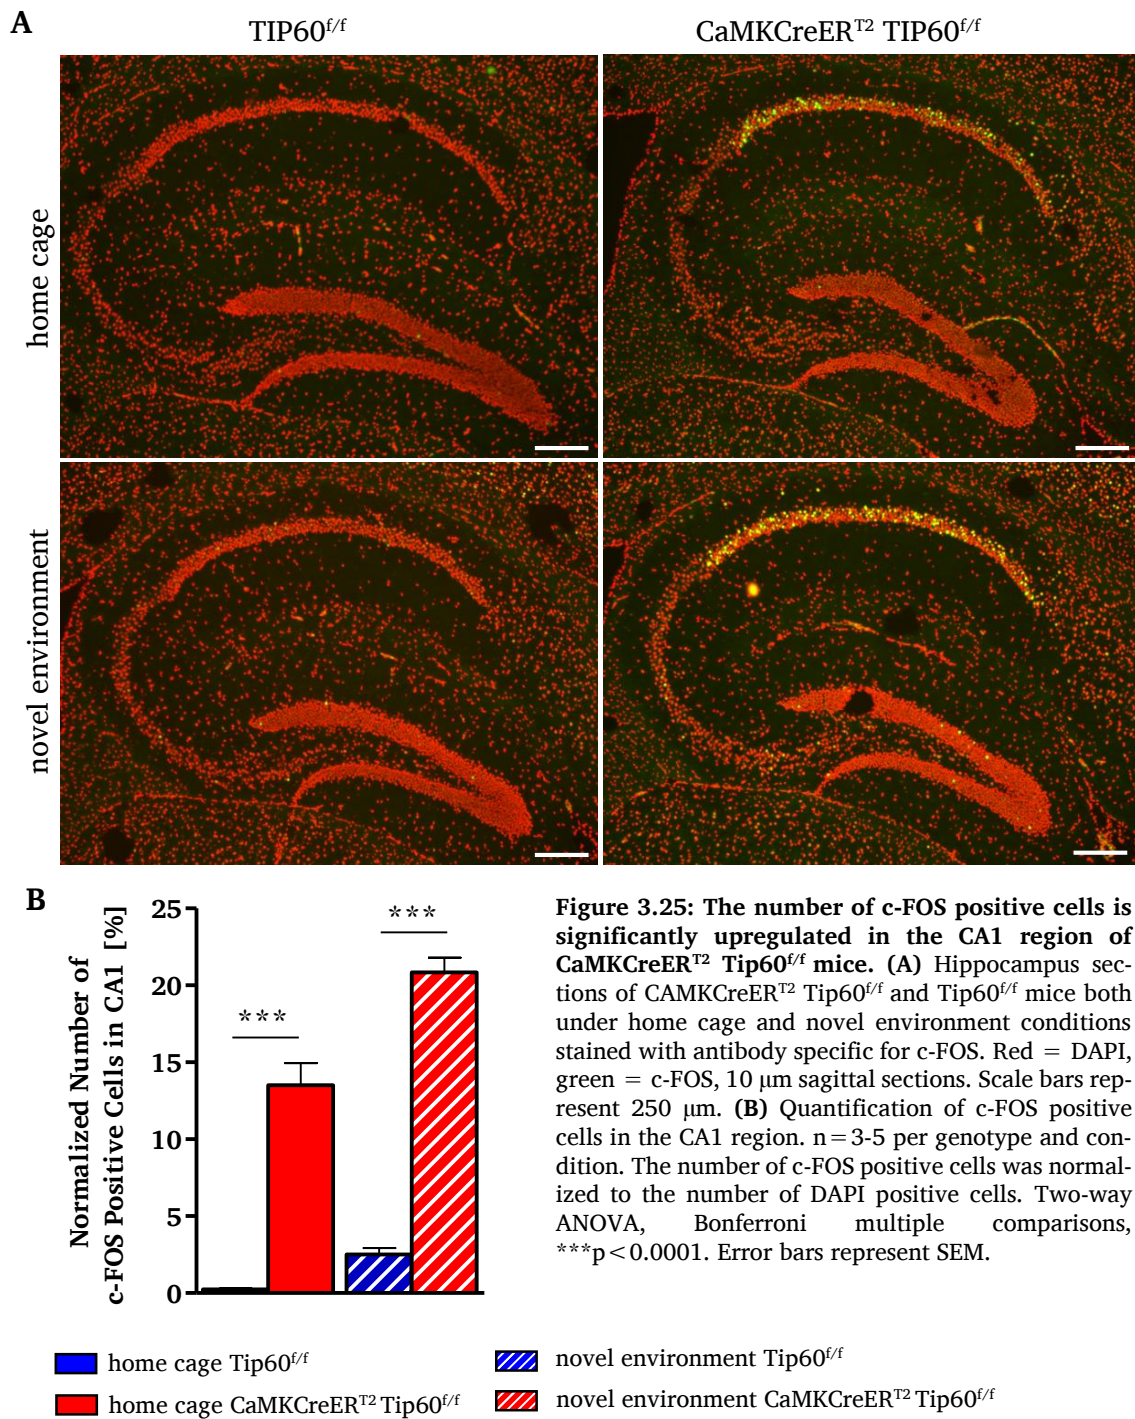 A
TIP60f/f
CaMKCreERT2 TIP60f/f
home cage
novel environment
B
Normalized Number of
c-FOS Positive Cells in CA1 [%]
25
20
15
10
5
0
***
***
Figure 3.25: The number of c-FOS positive cells is
significantly upregulated in the CA1 region of
CaMKCreERT2 Tip60f/f mice. (A) Hippocampus sec-
tions of CAMKCreERT2 Tip60f/f and Tip60f/f mice both
under home cage and novel environment conditions
stained with antibody specific for c-FOS. Red = DAPI,
green = c-FOS, 10 μm sagittal sections. Scale bars rep-
resent 250 μm. (B) Quantification of c-FOS positive
cells in the CA1 region. n=3-5 per genotype and con-
dition. The number of c-FOS positive cells was normal-
ized to the number of DAPI positive cells. Two-way
ANOVA, Bonferroni multiple comparisons,
***p<0.0001. Error bars represent SEM.
home cage Tip60f/f
novel environment Tip60f/f
home cage CaMKCreERT2 Tip60f/f
novel environment CaMKCreERT2 Tip60f/f